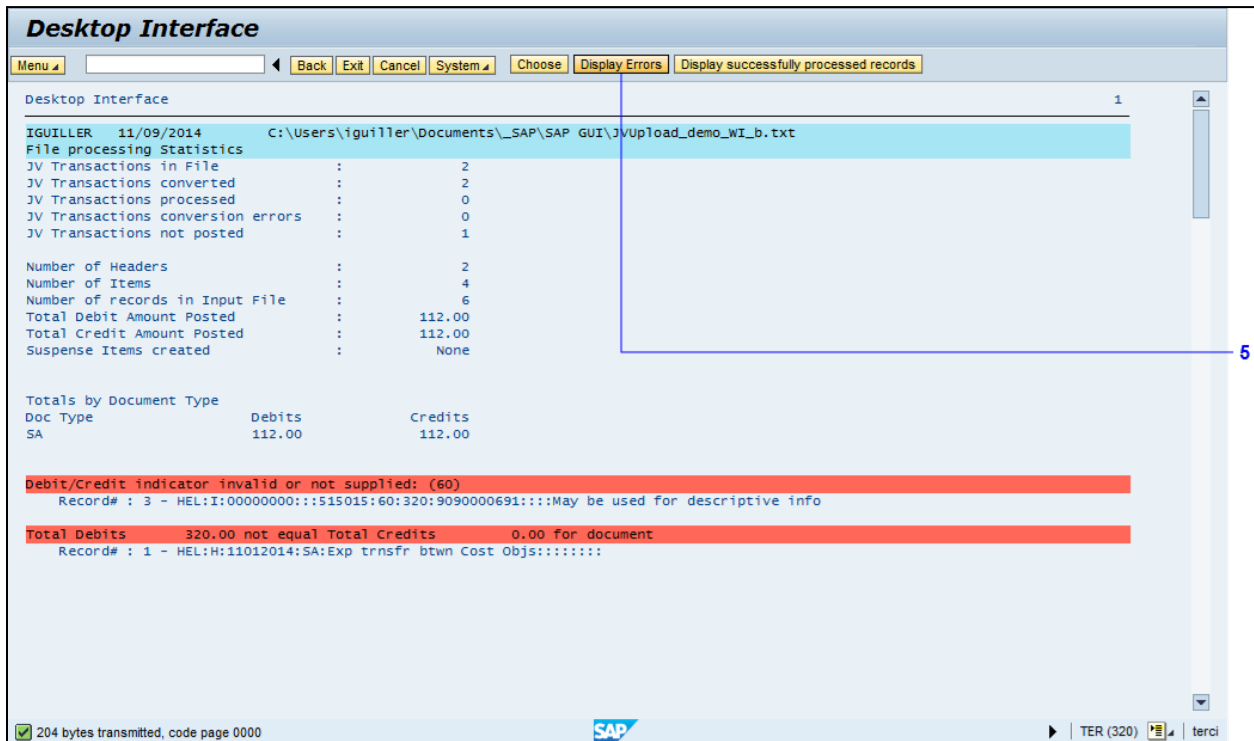 Desktop Interface
Menu Back Exit Cancel System Choose Display Errors Display successfully processed records
Desktop Interface 1
IGUILLER 11/09/2014 C:\Users\iguiller\Documents\_SAP\SAP GUI\JVUpload_demo_WI_b.txt
File processing Statistics
JV Transactions in File : 2
JV Transactions converted : 2
JV Transactions processed : 0
JV Transactions conversion errors : 0
JV Transactions not posted : 1
Number of Headers : 2
Number of Items : 4
Number of records in Input File : 6
Total Debit Amount Posted : 112.00
Total Credit Amount Posted : 112.00
Suspense Items created : None
5
Totals by Document Type
Doc Type Debits Credits
SA 112.00 112.00
Debit/Credit indicator invalid or not supplied: (60)
Record# : 3 - HEL:I:00000000:::515015:60:320:9090000691::::May be used for descriptive info
Total Debits 320.00 not equal Total Credits 0.00 for document
Record# : 1 - HEL:H:11012014:SA:Exp trnsfr btwn Cost Objs::::::::
204 bytes transmitted, code page 0000 SAP TER (320) terci